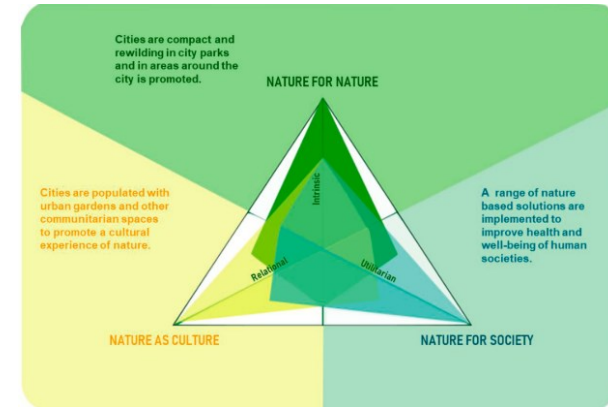 Cities are compact and
rewilding in city parks
and in areas around the
city is promoted.
NATURE FOR NATURE
Intrinsic
Cities are populated with
urban gardens and other
communitarian spaces
to promote a cultural
experience of nature.
A range of nature
based solutions are
implemented to
improve health and
well-being of human
societies.
Relational
Utilitarian
NATURE AS CULTURE
NATURE FOR SOCIETY